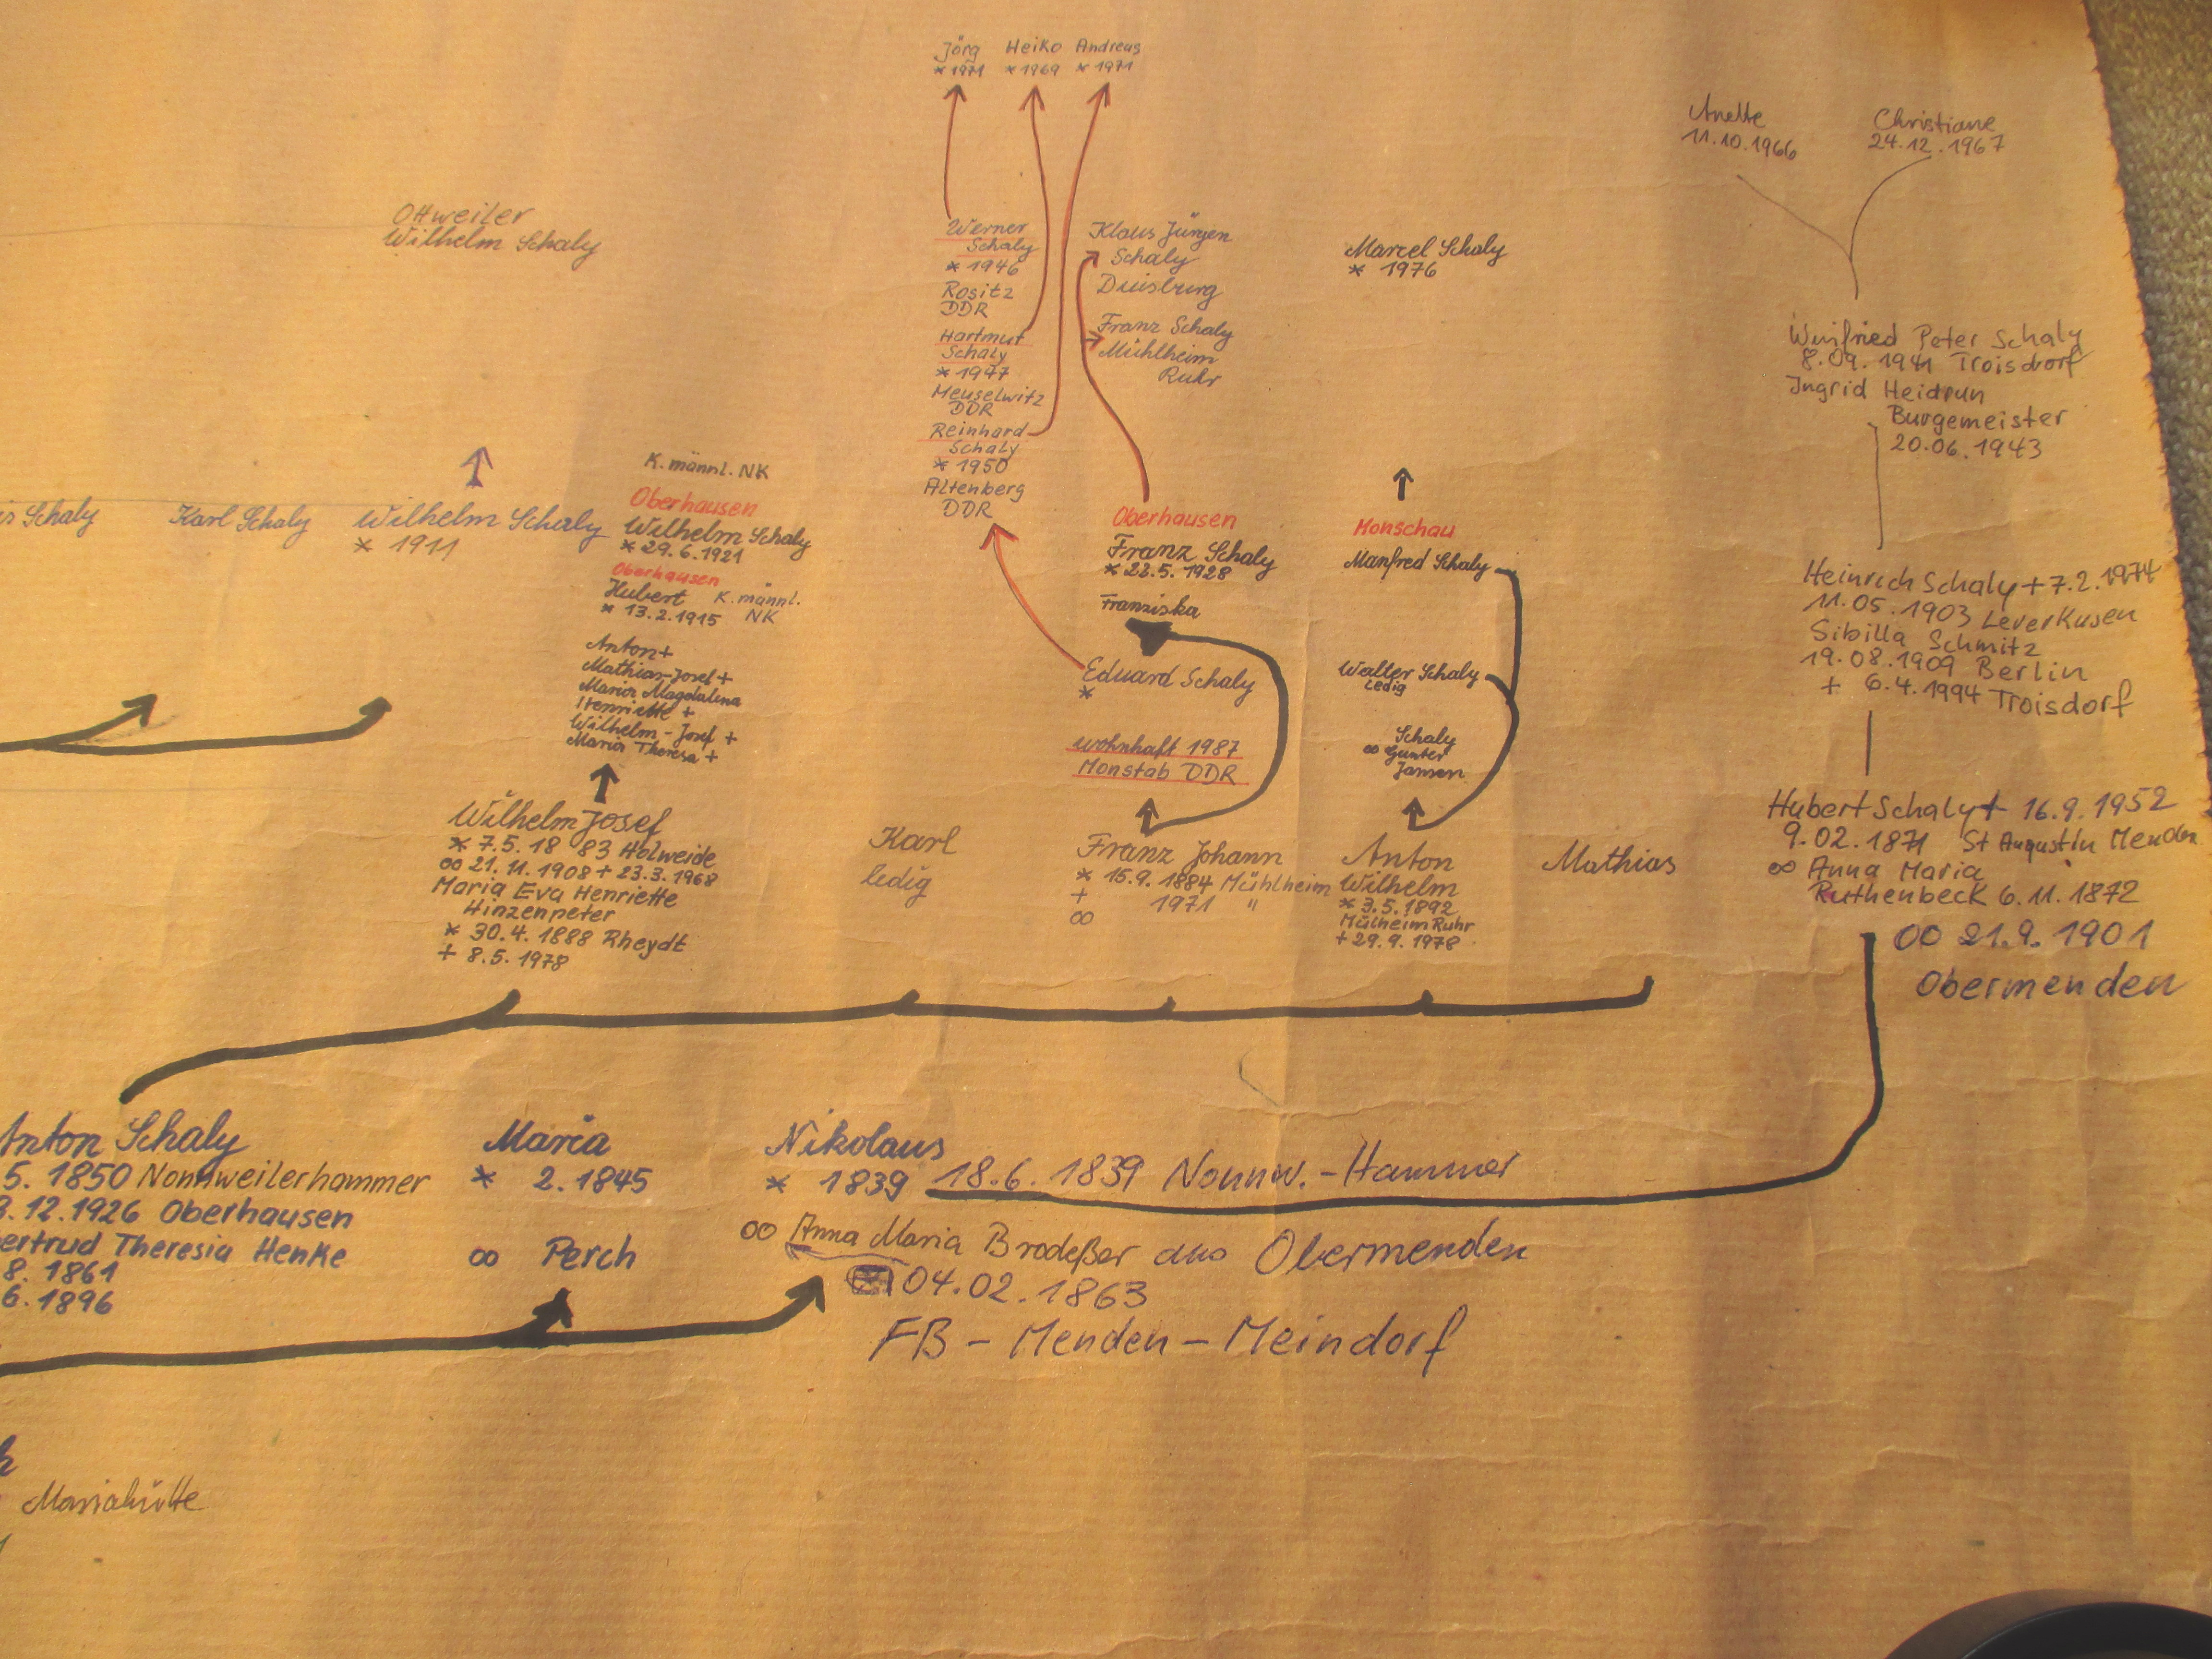 Jörg Heiko Andreas
* 1971 * 1969 * 1971
Anette
11.10.1966
Christiane
24.12.1967
Ottweiler
Wilhelm Schaly
Werner
Schaly
* 1946
Rositz
DDR
Hartmut
Schaly
* 1947
Meuselwitz
DDR
Reinhard
Schaly
* 1950
Altenberg
DDR
Klaus Jürgen
Schaly
Duisburg
Franz Schaly
Mühlheim
Ruhr
Marcel Schaly
* 1976
Winfried Peter Schaly
8.09.1941 Troisdorf
Ingrid Heidrun
Burgemeister
20.06.1943
Schaly
Karl Schaly
Wilhelm Schaly
* 1911
K. männl. NK
Oberhausen
Wilhelm Schaly
* 29.6.1921
Oberhausen
Hubert K. männl.
* 13.2.1915 NK
Anton +
Mathias-Josef +
Maria Magdalena
Henriette +
Wilhelm-Josef +
Maria Theresa +
Oberhausen
Franz Schaly
* 22.5.1928
Franziska
Eduard Schaly
*
wohnhaft 1987
Monstab DDR
Monschau
Manfred Schaly
Walter Schaly
Ledig
Schaly
∞ Günter
Jansen
Heinrich Schaly + 7.2.1974
11.05.1903 Leverkusen
Sibilla Schmitz
19.08.1909 Berlin
+ 6.4.1994 Troisdorf
Wilhelm Josef
* 7.5.1883 Holweide
∞ 21.11.1908 + 23.3.1968
Maria Eva Henriette
Hinzenpeter
* 30.4.1888 Rheydt
+ 8.5.1978
Karl
ledig
Franz Johann
* 15.9.1884 Mühlheim
+ 1971 "
∞
Anton
Wilhelm
* 3.5.1892
Mülheim Ruhr
+ 29.9.1978
Mathias
Hubert Schaly + 16.9.1952
9.02.1871 St Augustin Menden
∞ Anna Maria
Ruthenbeck 6.11.1872
∞ 21.9.1901
Obermenden
Anton Schaly
5.1850 Nonnweilerhammer
.12.1926 Oberhausen
ertrud Theresia Henke
8.1861
6.1896
Maria
* 2.1845
∞ Perch
Nikolaus
* 1839 18.6.1839 Nonnw.-Hammer
∞ Anna Maria Brodeßer aus Obermenden
04.02.1863
FB - Menden - Meindorf
Mariahütte